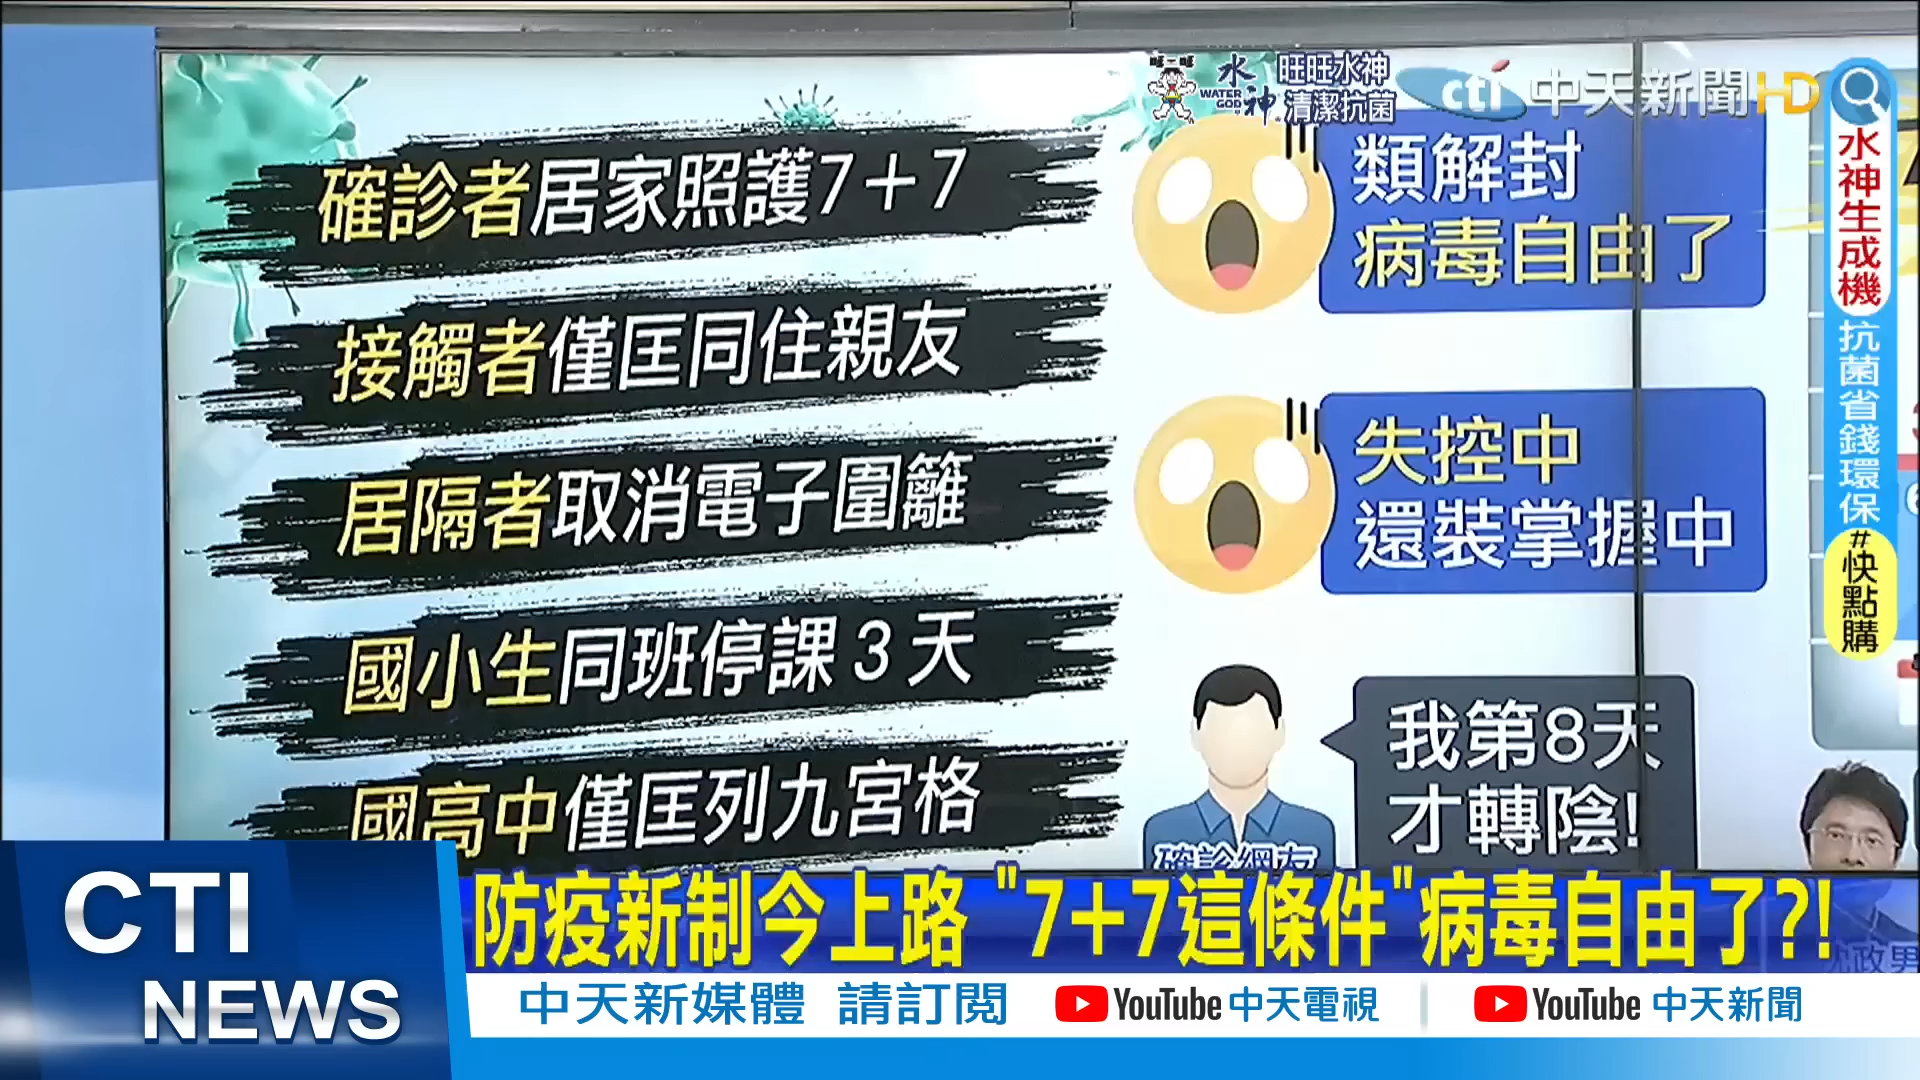 旺旺
水神
WATER GOD
旺旺水神
清潔抗菌
cti 中天新聞HD
水神生成機
抗菌省錢環保
#快點購
確診者居家照護7+7
接觸者僅匡同住親友
居隔者取消電子圍籬
國小生同班停課3天
國高中僅匡列九宮格
類解封
病毒自由了
失控中
還裝掌握中
我第8天
才轉陰!
確診網友
CTI
NEWS
防疫新制今上路 "7+7這條件"病毒自由了?!
中天新媒體 請訂閱 YouTube 中天電視 YouTube 中天新聞